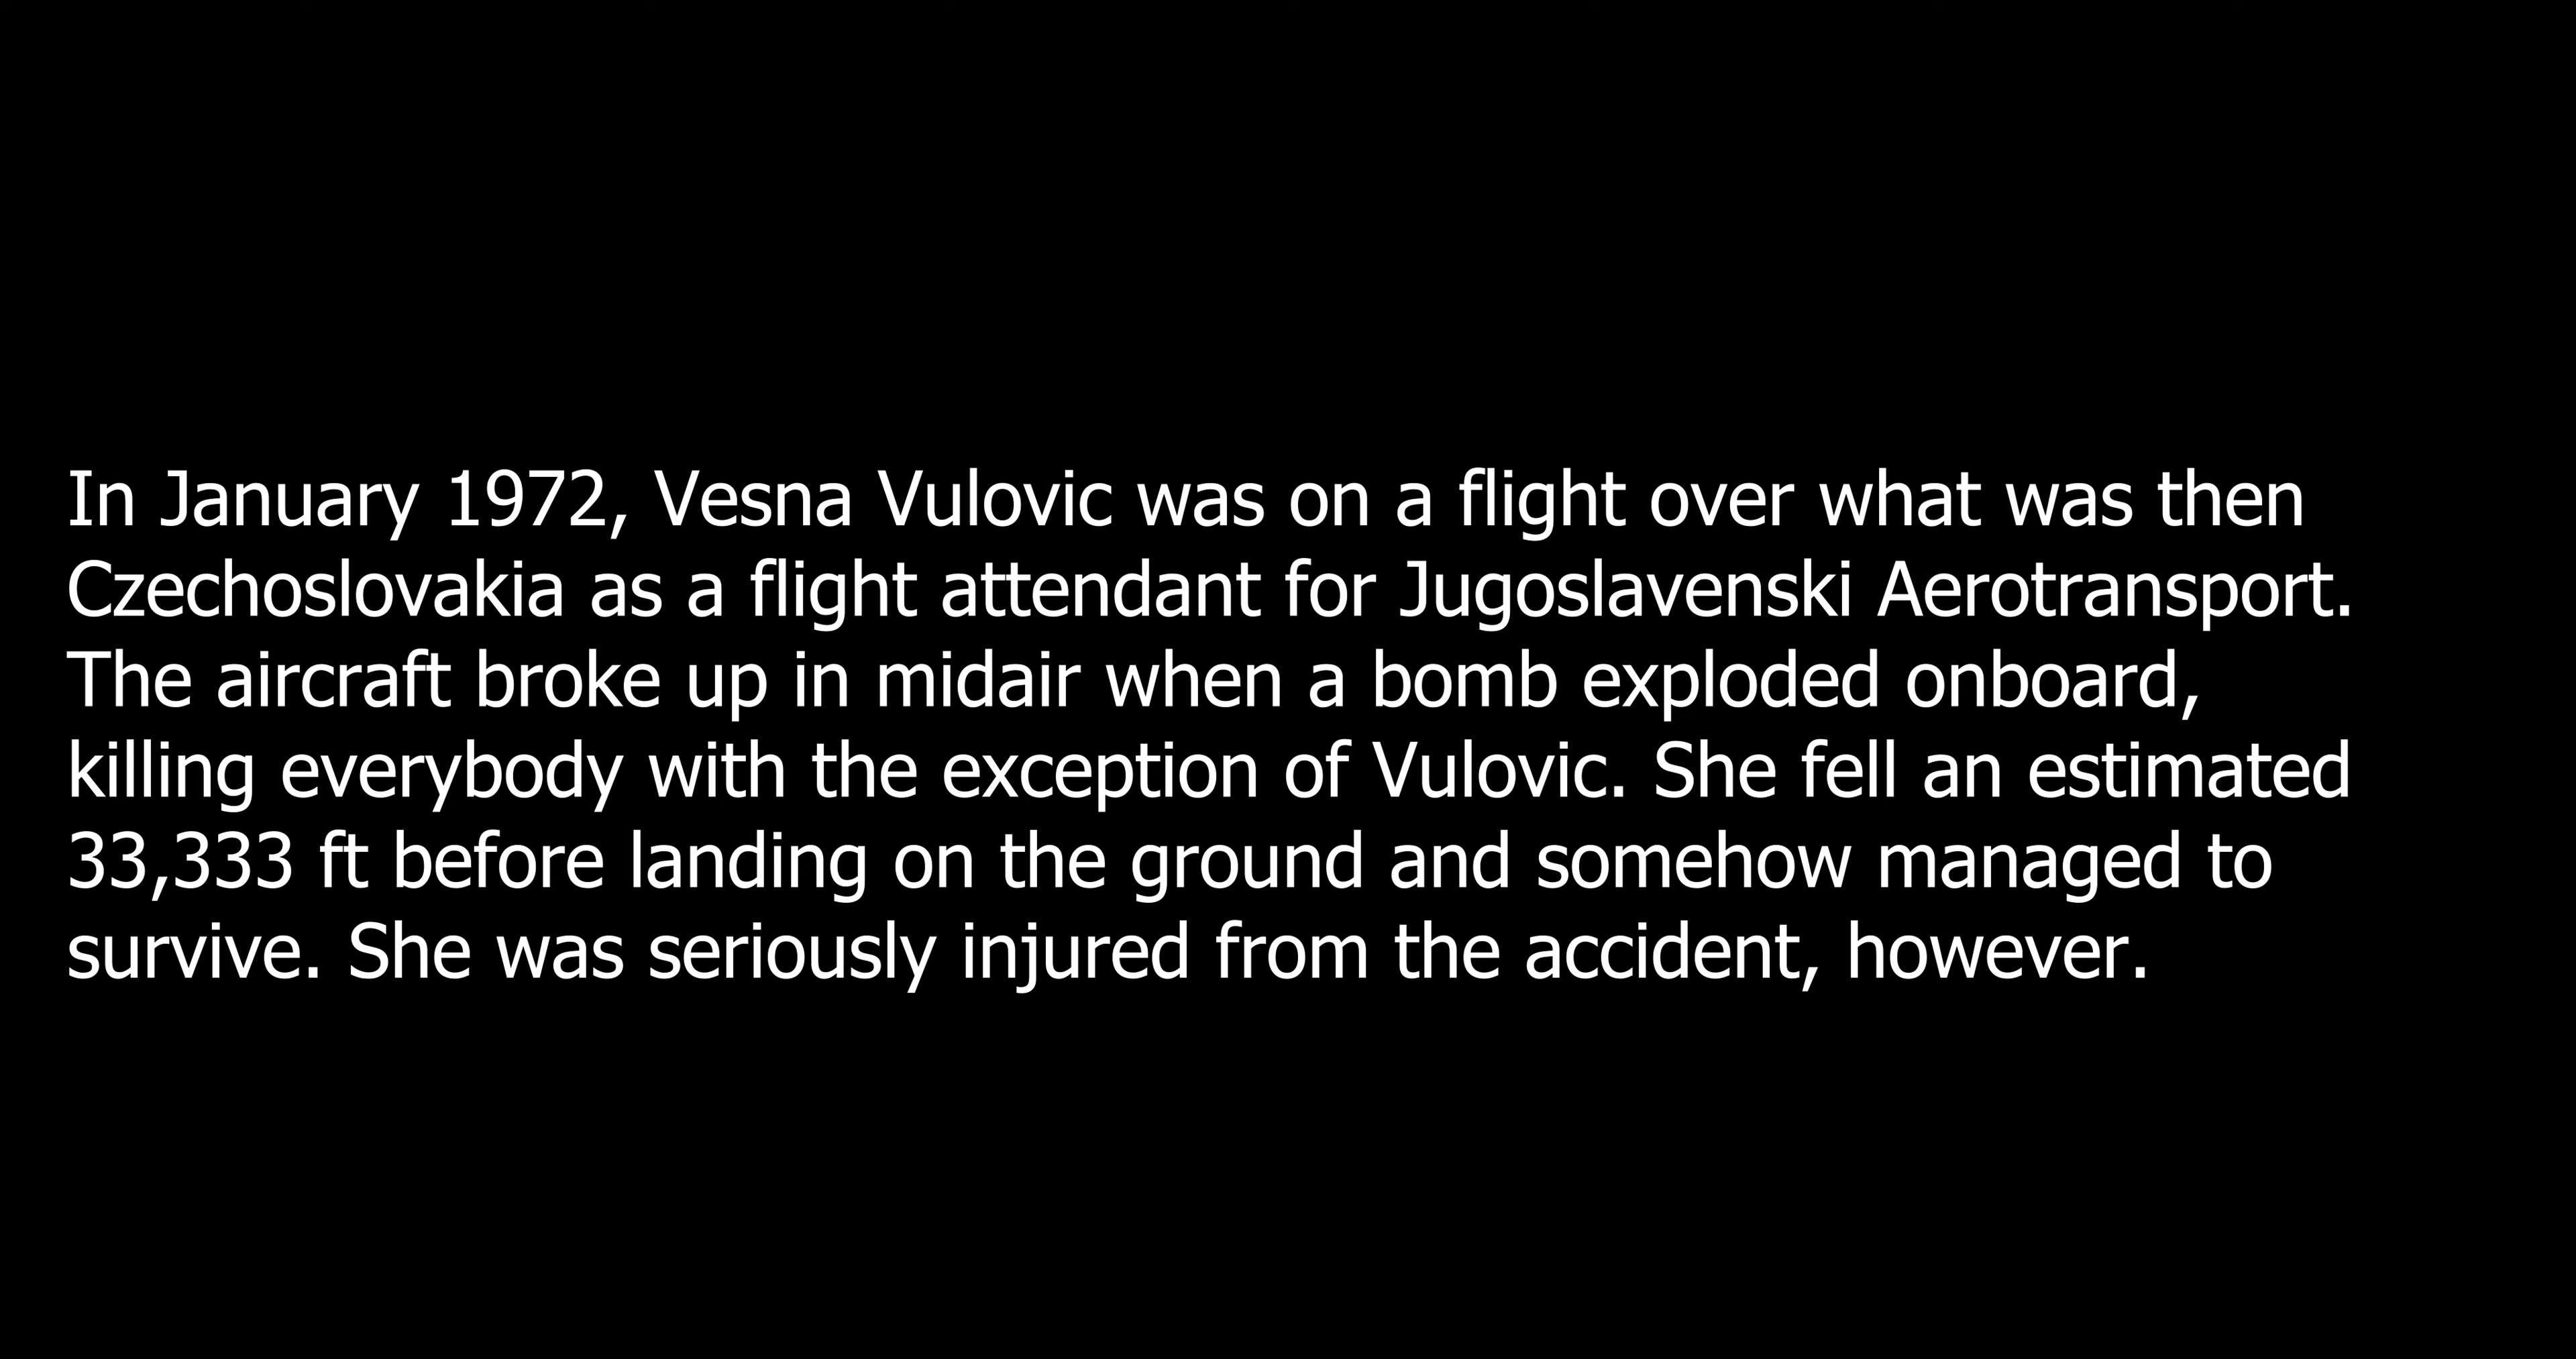 In January 1972, Vesna Vulovic was on a flight over what was then
Czechoslovakia as a flight attendant for Jugoslavenski Aerotransport.
The aircraft broke up in midair when a bomb exploded onboard,
killing everybody with the exception of Vulovic. She fell an estimated
33,333 ft before landing on the ground and somehow managed to
survive. She was seriously injured from the accident, however.